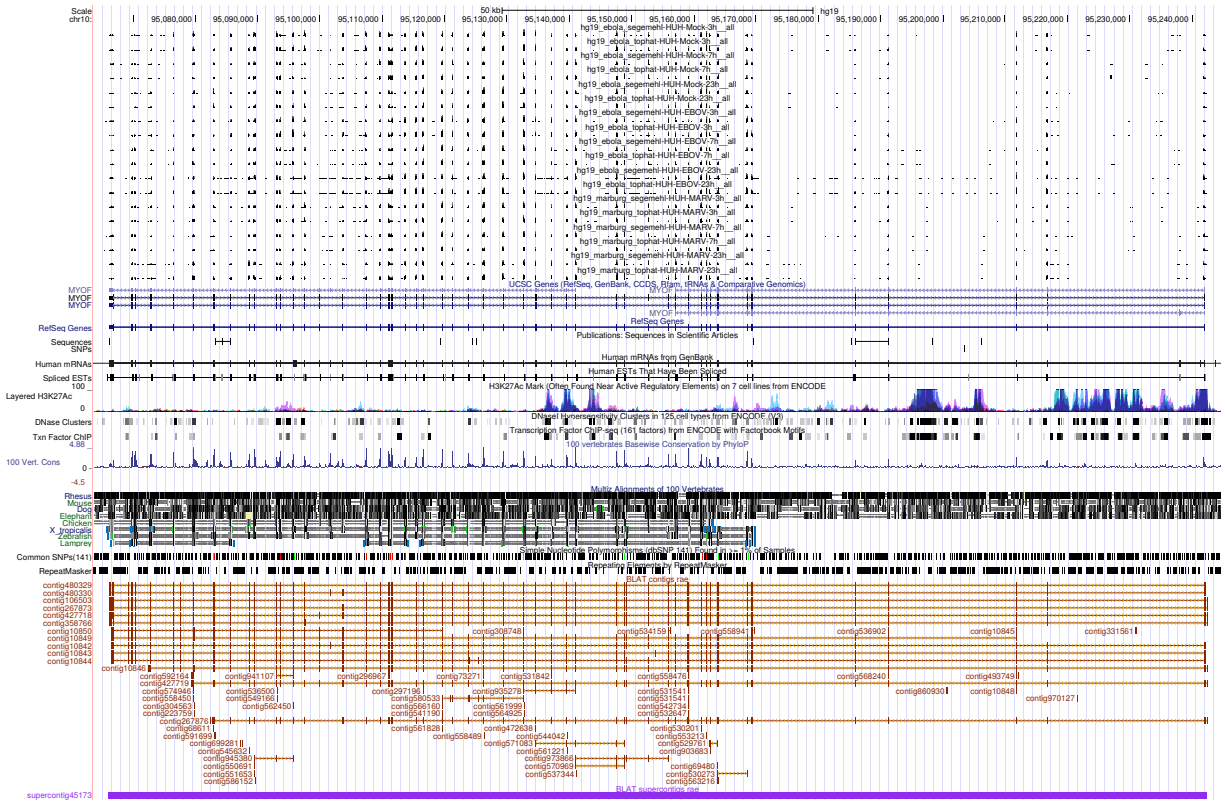 Scale 50 kb hg19
chr10: 95,080,000 95,090,000 95,100,000 95,110,000 95,120,000 95,130,000 95,140,000 95,150,000 95,160,000 95,170,000 95,180,000 95,190,000 95,200,000 95,210,000 95,220,000 95,230,000 95,240,000
hg19_ebola_segemehl-HUH-Mock-3h__all
hg19_ebola_tophat-HUH-Mock-3h__all
hg19_ebola_segemehl-HUH-Mock-7h__all
hg19_ebola_tophat-HUH-Mock-7h__all
hg19_ebola_segemehl-HUH-Mock-23h__all
hg19_ebola_tophat-HUH-Mock-23h__all
hg19_ebola_segemehl-HUH-EBOV-3h__all
hg19_ebola_tophat-HUH-EBOV-3h__all
hg19_ebola_segemehl-HUH-EBOV-7h__all
hg19_ebola_tophat-HUH-EBOV-7h__all
hg19_ebola_segemehl-HUH-EBOV-23h__all
hg19_ebola_tophat-HUH-EBOV-23h__all
hg19_marburg_segemehl-HUH-MARV-3h__all
hg19_marburg_tophat-HUH-MARV-3h__all
hg19_marburg_segemehl-HUH-MARV-7h__all
hg19_marburg_tophat-HUH-MARV-7h__all
hg19_marburg_segemehl-HUH-MARV-23h__all
hg19_marburg_tophat-HUH-MARV-23h__all
UCSC Genes (RefSeq, GenBank, CCDS, Rfam, tRNAs & Comparative Genomics)
MYOF MYOF
MYOF
MYOF
MYOF
RefSeq Genes
RefSeq Genes
Publications: Sequences in Scientific Articles
Sequences
SNPs
Human mRNAs from GenBank
Human mRNAs
Human ESTs That Have Been Spliced
Spliced ESTs
H3K27Ac Mark (Often Found Near Active Regulatory Elements) on 7 cell lines from ENCODE
100
Layered H3K27Ac
0
DNaseI Hypersensitivity Clusters in 125 cell types from ENCODE (V3)
DNase Clusters
Transcription Factor ChIP-seq (161 factors) from ENCODE with Factorbook Motifs
Txn Factor ChIP
100 vertebrates Basewise Conservation by PhyloP
4.88
100 Vert. Cons
0
-4.5
Multiz Alignments of 100 Vertebrates
Rhesus
Mouse
Dog
Elephant
Chicken
X_tropicalis
Zebrafish
Lamprey
Simple Nucleotide Polymorphisms (dbSNP 141) Found in >= 1% of Samples
Common SNPs(141)
Repeating Elements by RepeatMasker
RepeatMasker
BLAT contigs rae
contig480329
contig480330
contig106503
contig267873
contig427718
contig358766
contig10850 contig308748 contig534159 contig558941 contig536902 contig10845 contig331561
contig10849
contig10842
contig10843
contig10844
contig10846
contig592164 contig941107 contig296967 contig73271 contig531842 contig558476 contig568240 contig493749
contig427719
contig574946 contig536500 contig297196 contig935278 contig531541 contig860930 contig10848
contig558450 contig549166 contig580533 contig531541 contig970127
contig304563 contig562450 contig566160 contig561999 contig542734
contig223759 contig541190 contig564925 contig532647
contig267876
contig68611 contig561828 contig472638 contig530201
contig591699 contig558489 contig544042 contig553213
contig699281 contig571083 contig529761
contig545632 contig561221 contig903683
contig945380 contig973866
contig550691 contig570969 contig69480
contig551653 contig537344 contig530273
contig586152 contig563216
BLAT supercontigs rae
supercontig45173